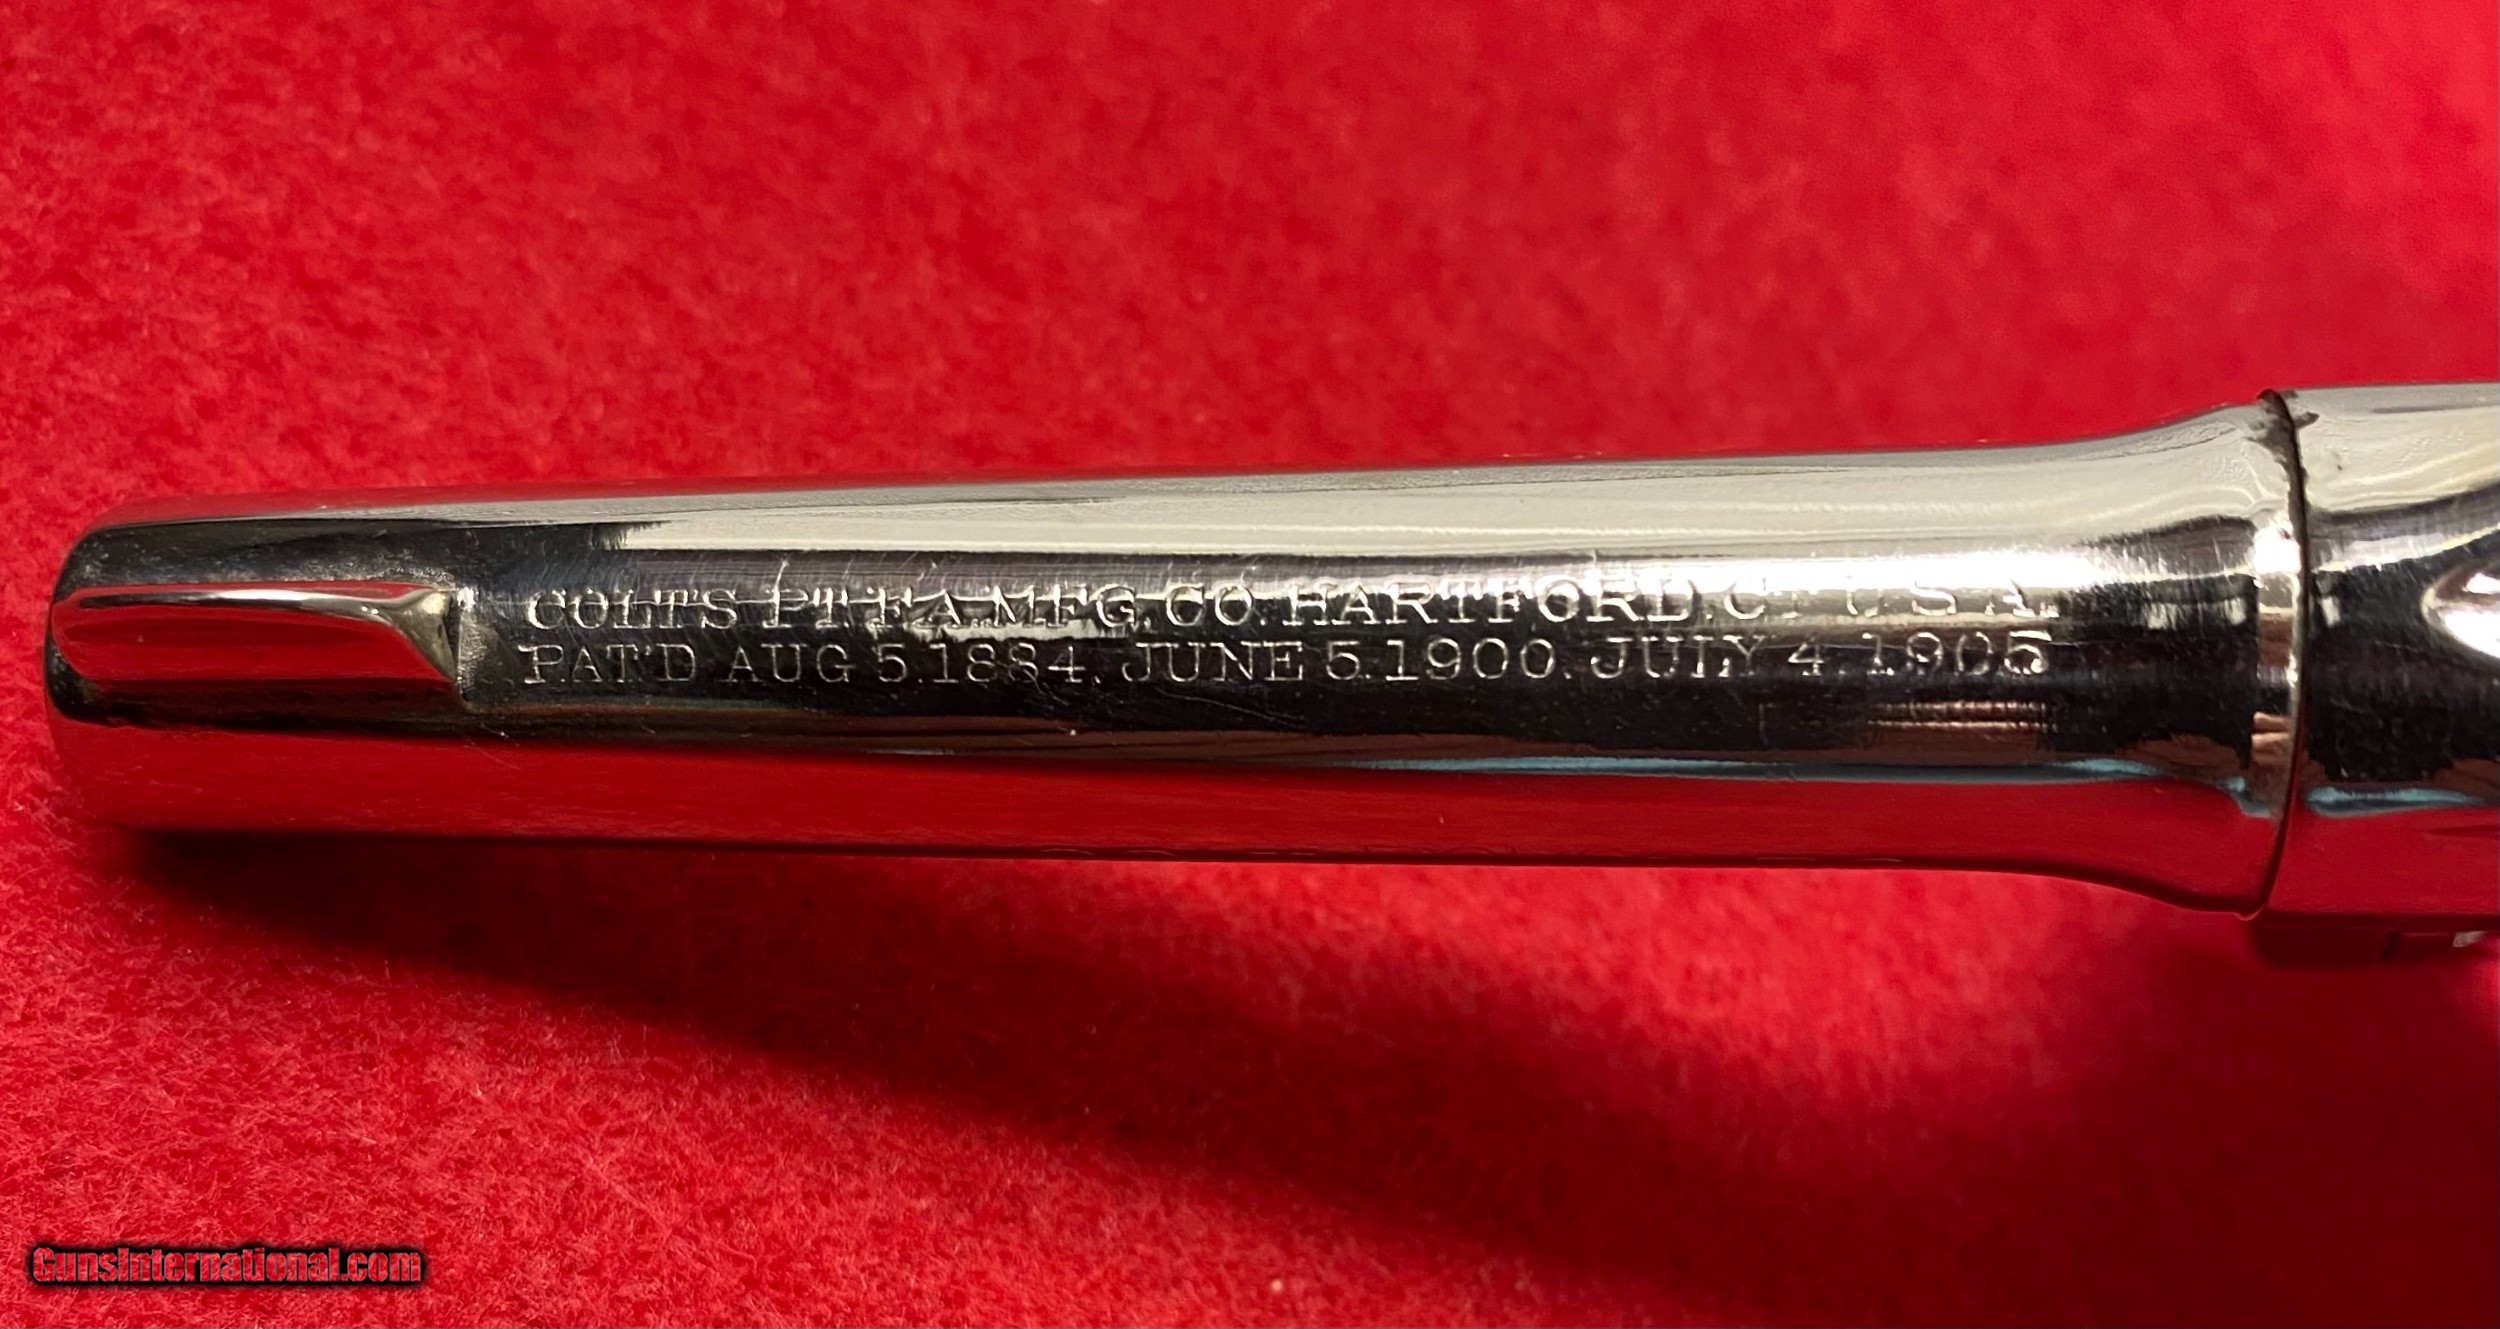 COLT'S PT. F.A. MFG. CO. HARTFORD, CT. U.S.A.
PAT'D AUG 5.1884. JUNE 5.1900. JULY 4.1905
GunsInternational.com